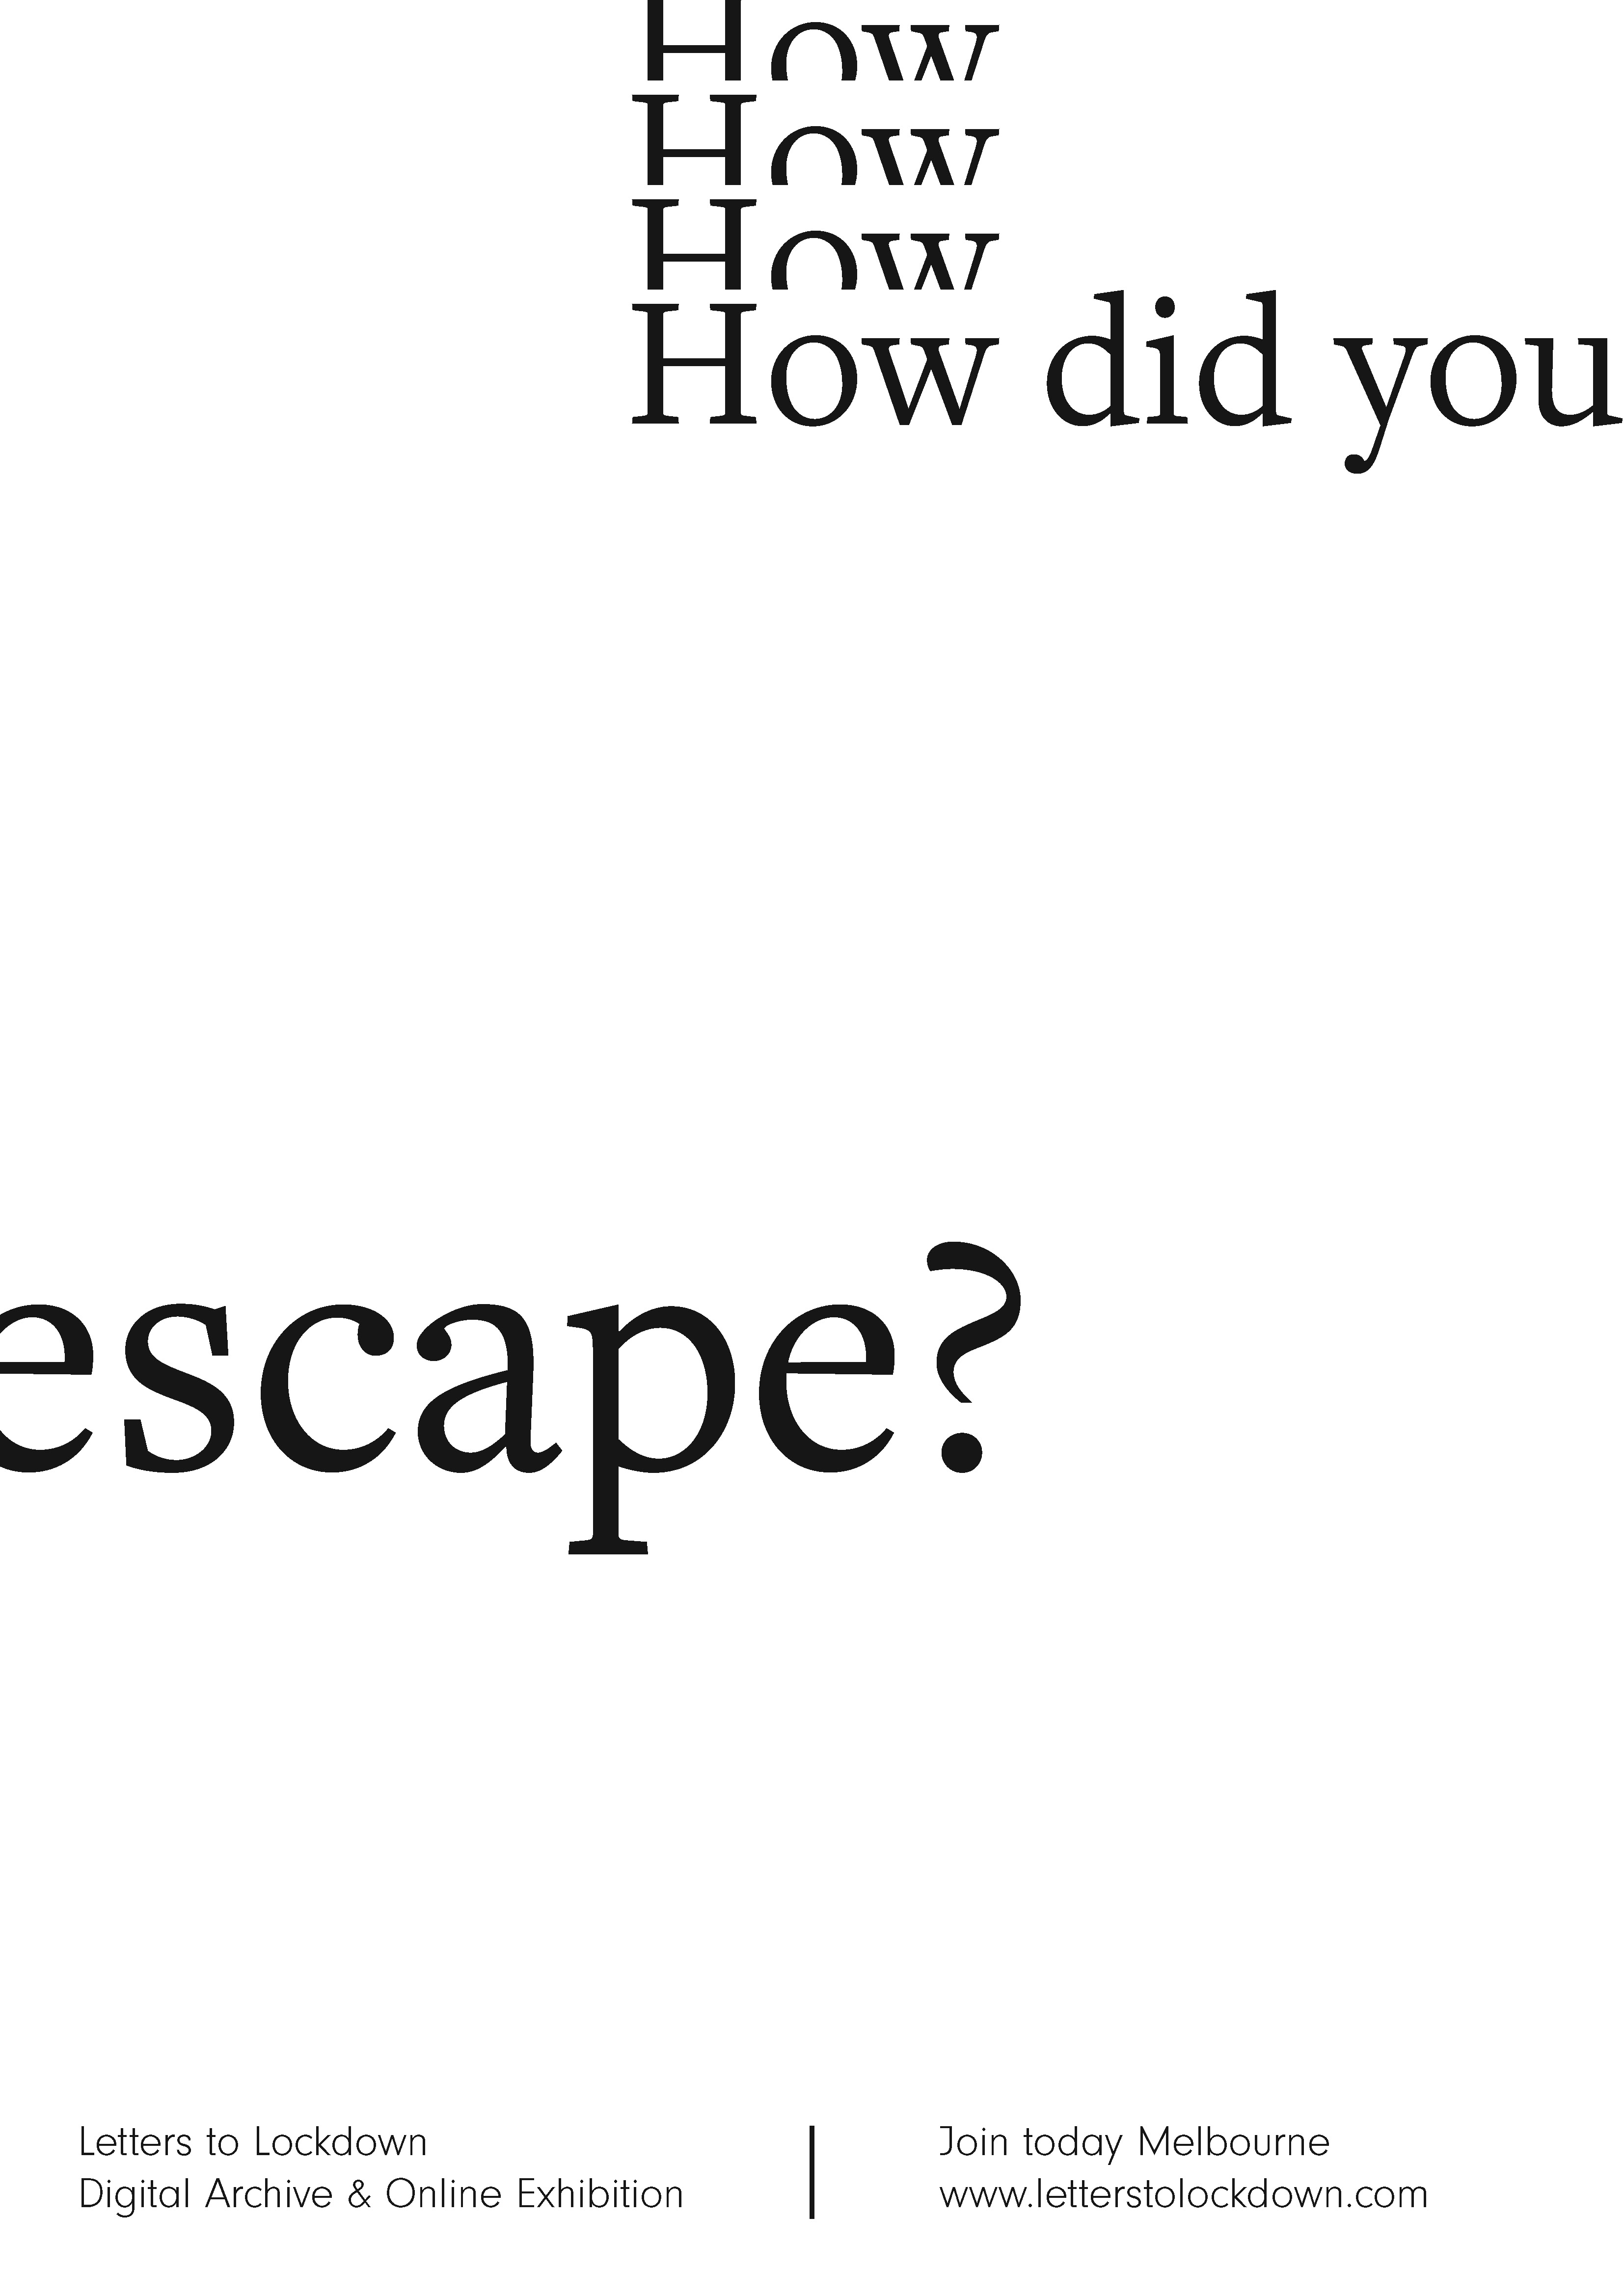 How
How
How
How did you
escape?
Letters to Lockdown
Digital Archive & Online Exhibition
Join today Melbourne
www.letterstolockdown.com